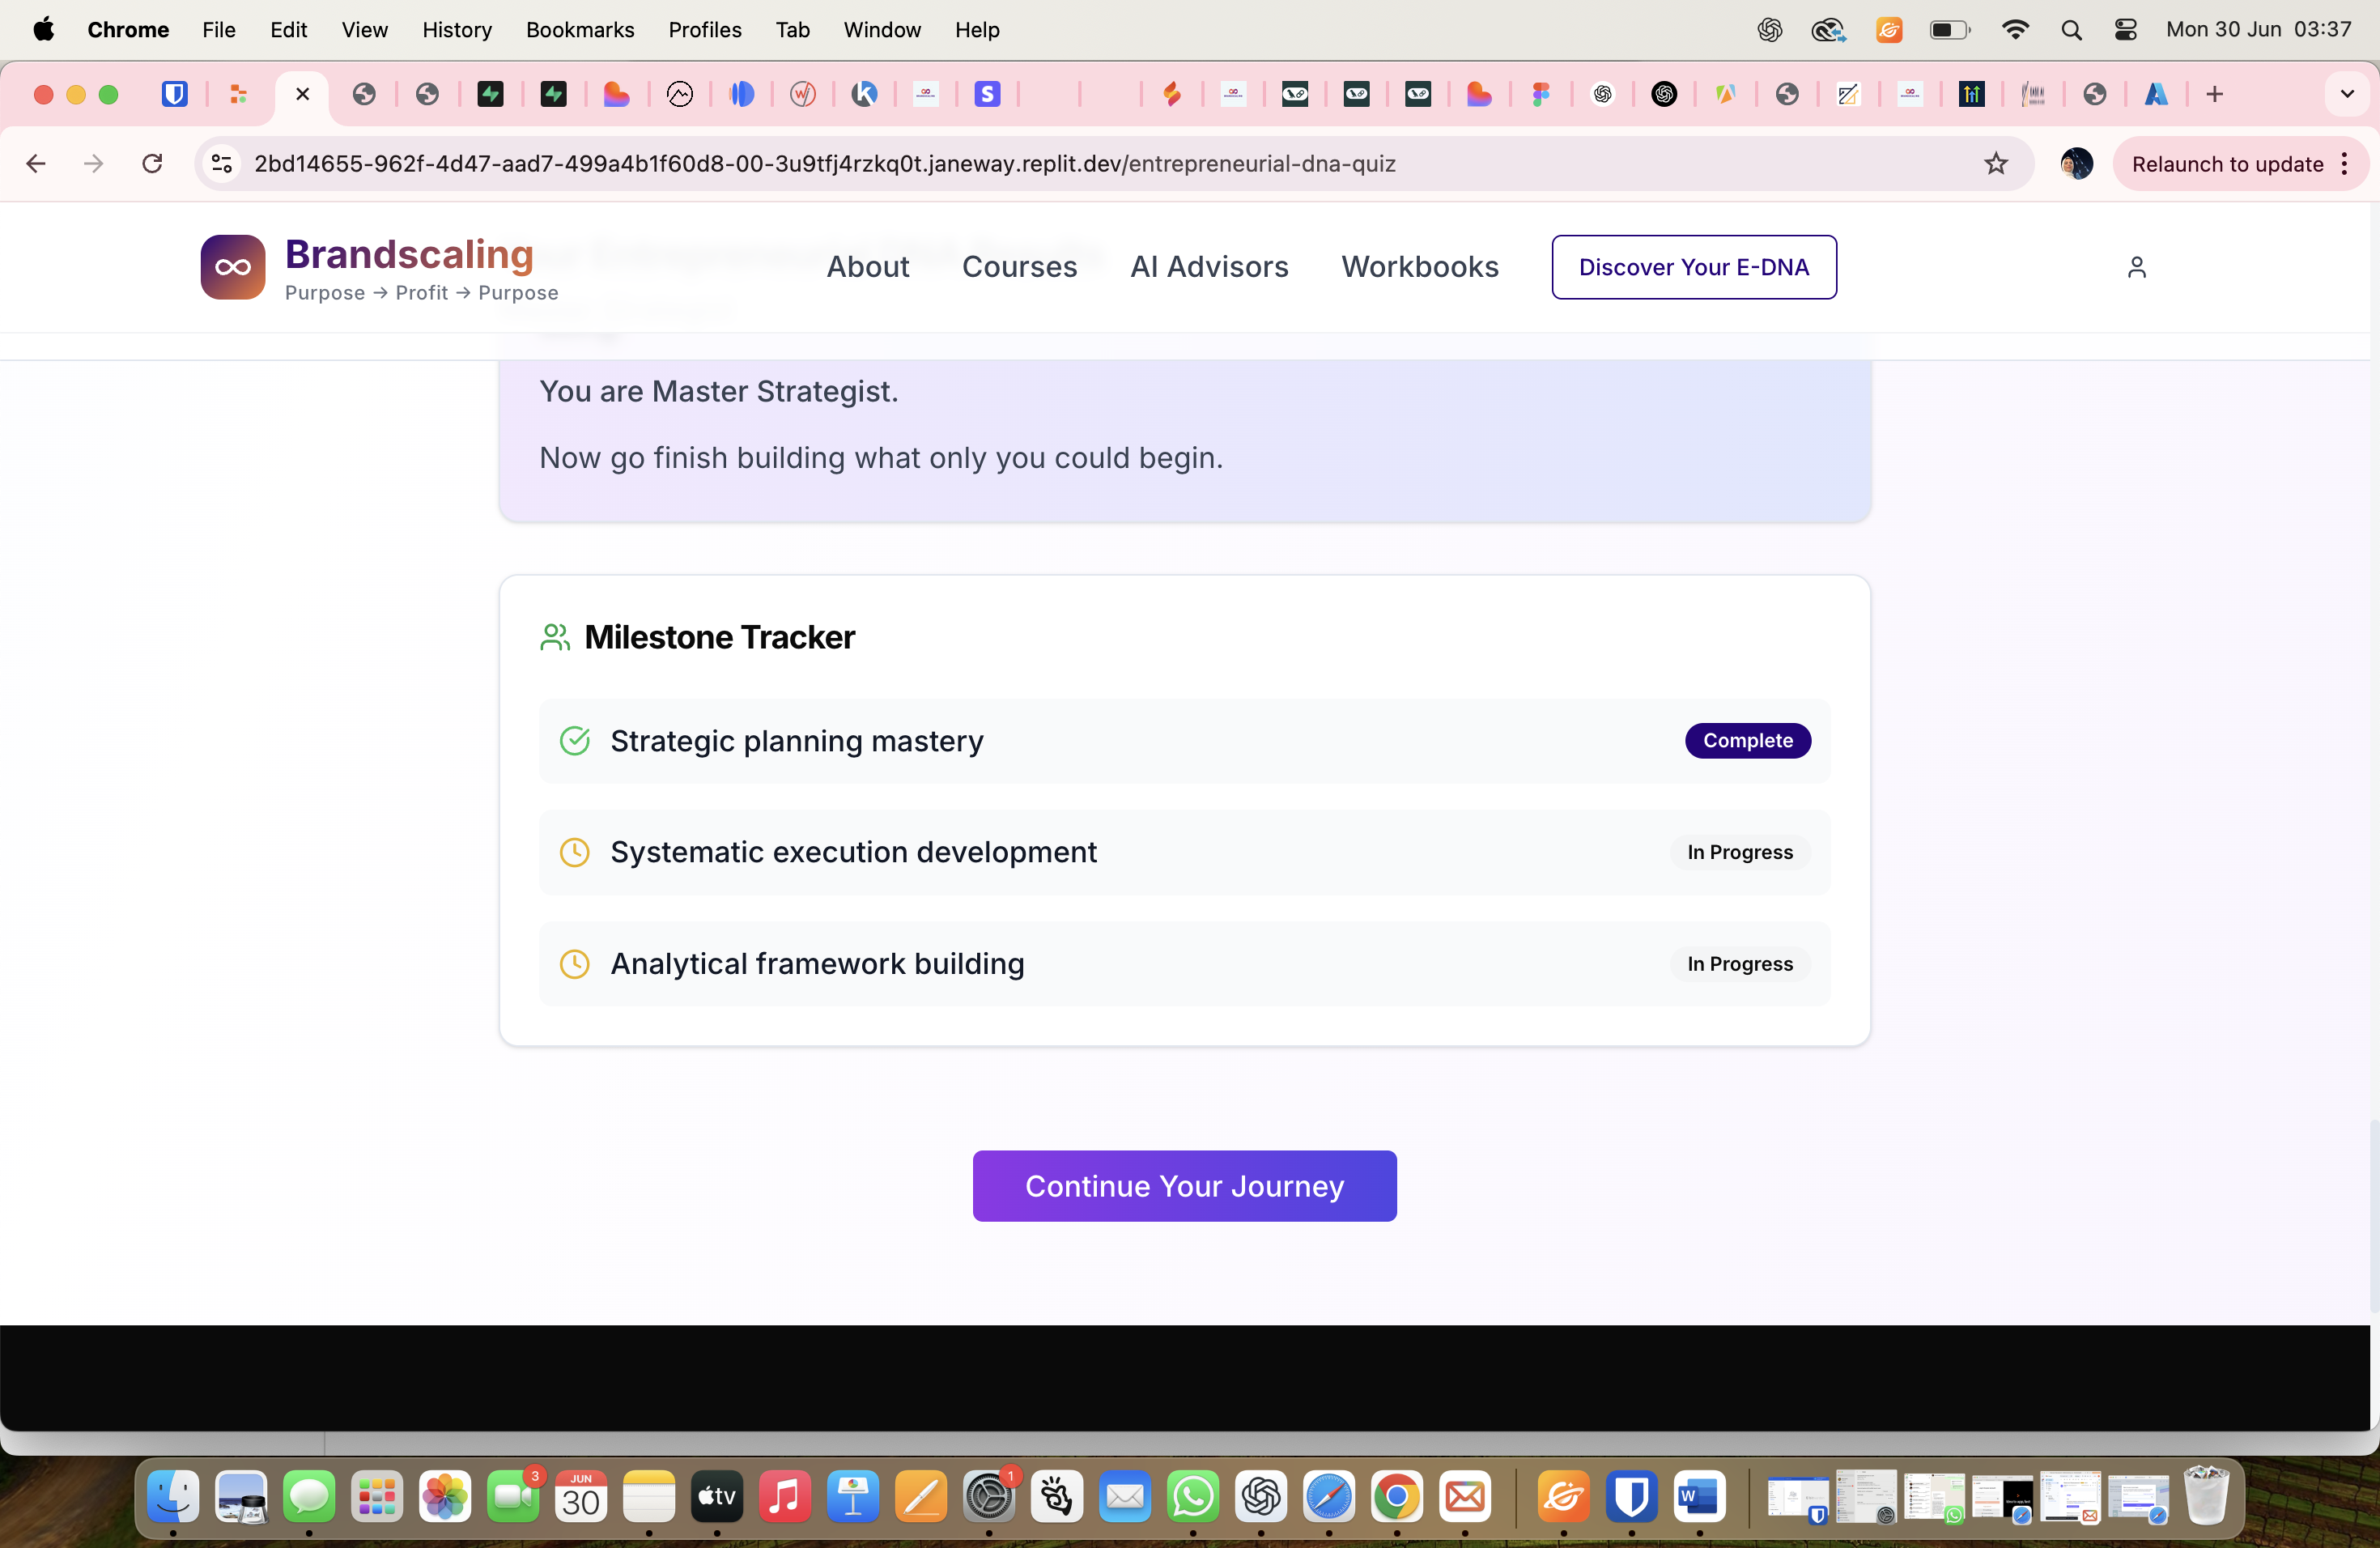 Chrome File Edit View History Bookmarks Profiles Tab Window Help Mon 30 Jun 03:37
2bd14655-962f-4d47-aad7-499a4b1f60d8-00-3u9tfj4rzkq0t.janeway.replit.dev/entrepreneurial-dna-quiz
Relaunch to update
Brandscaling
Purpose → Profit → Purpose
About Courses AI Advisors Workbooks Discover Your E-DNA
You are Master Strategist.
Now go finish building what only you could begin.
Milestone Tracker
Strategic planning mastery Complete
Systematic execution development In Progress
Analytical framework building In Progress
Continue Your Journey
3
JUN
30
tv
1
W